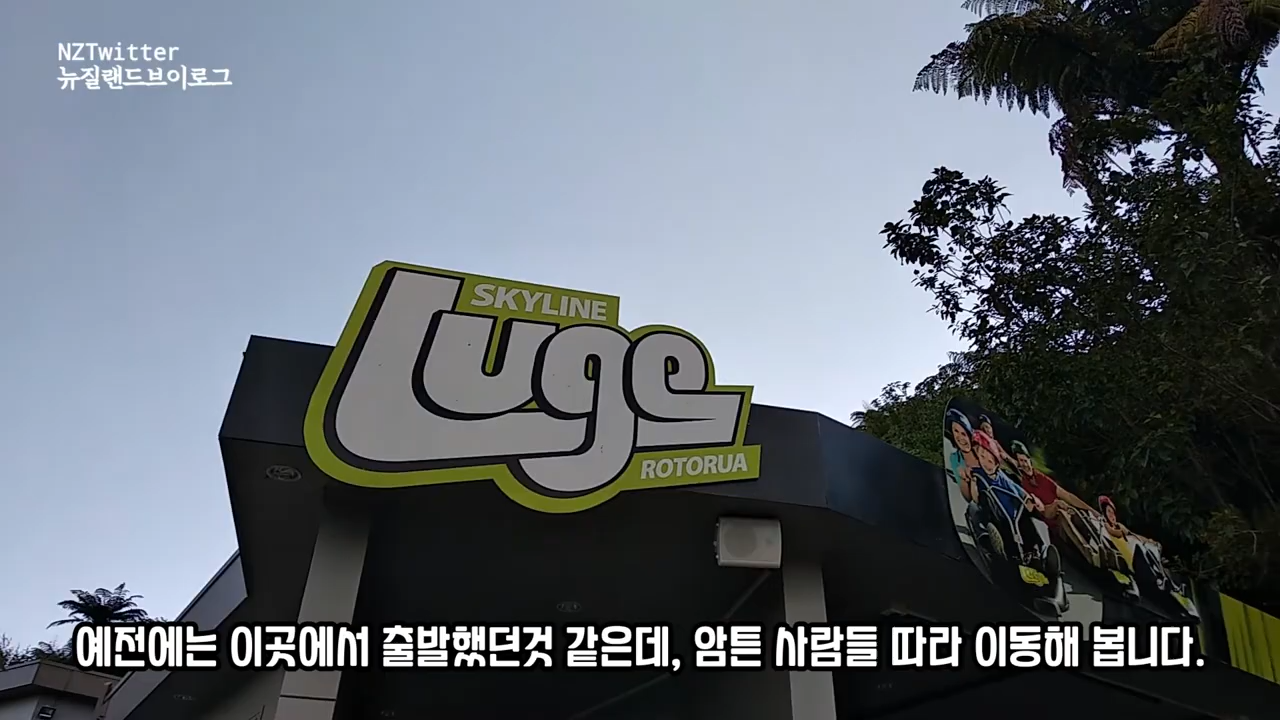 NZTwitter
뉴질랜드브이로그
SKYLINE
Luge
ROTORUA
예전에는 이곳에서 출발했던것 같은데, 암튼 사람들 따라 이동해 봅니다.